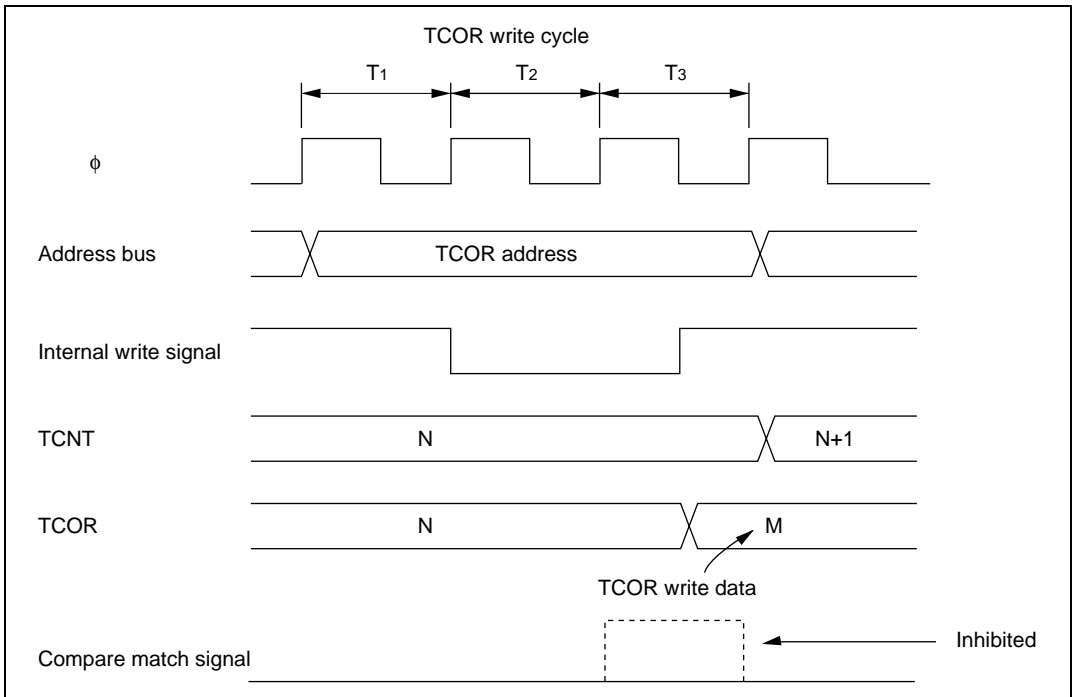 TCOR write cycle
T1 T2 T3
ϕ
Address bus TCOR address
Internal write signal
TCNT N N+1
TCOR N M
TCOR write data
Inhibited
Compare match signal